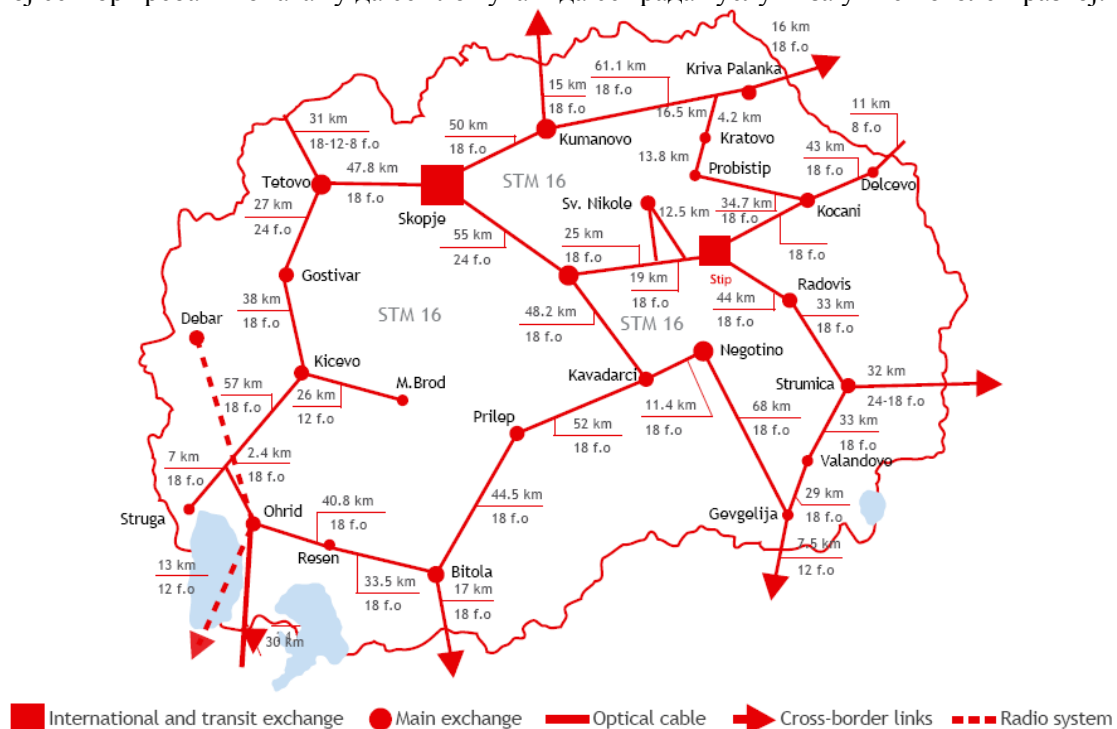 16 km
18 f.o
Kriva Palanka
61.1 km
18 f.o
15 km
18 f.o
16.5 km
4.2 km
11 km
8 f.o
31 km
18-12-8 f.o
50 km
18 f.o
Kumanovo
Kratovo
43 km
18 f.o
13.8 km
Probistip
Delcevo
47.8 km
18 f.o
Tetovo
STM 16
Skopje
Sv. Nikole
12.5 km
34.7 km
18 f.o
Kocani
27 km
24 f.o
55 km
24 f.o
25 km
18 f.o
18 f.o
Gostivar
19 km
18 f.o
Stip
Radovis
38 km
18 f.o
STM 16
48.2 km
18 f.o
STM 16
44 km
18 f.o
33 km
18 f.o
Debar
Negotino
Kicevo
57 km
18 f.o
26 km
12 f.o
M.Brod
Kavadarci
Strumica
32 km
24-18 f.o
11.4 km
18 f.o
68 km
18 f.o
Prilep
52 km
18 f.o
33 km
18 f.o
7 km
18 f.o
2.4 km
18 f.o
Valandovo
44.5 km
18 f.o
29 km
18 f.o
Struga
Ohrid
40.8 km
18 f.o
Gevgelija
Resen
7.5 km
12 f.o
13 km
12 f.o
33.5 km
18 f.o
Bitola
17 km
18 f.o
30 km
International and transit exchange
Main exchange
Optical cable
Cross-border links
Radio system